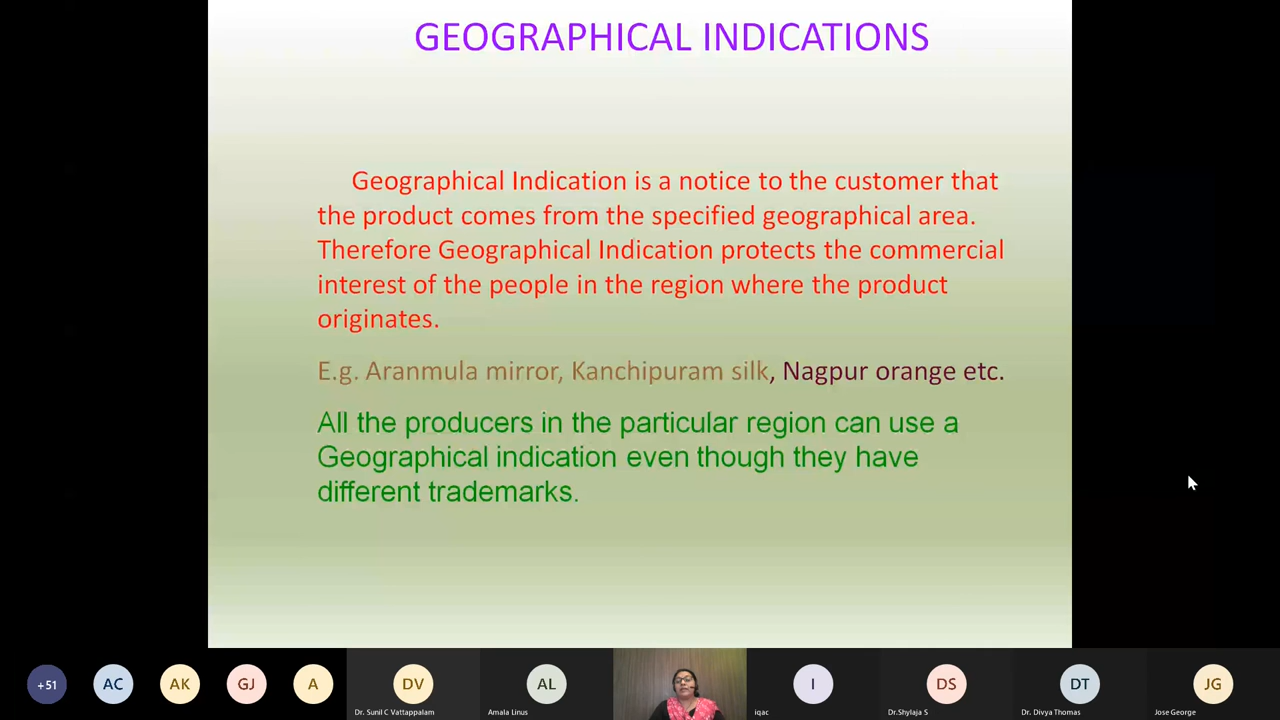 GEOGRAPHICAL INDICATIONS
Geographical Indication is a notice to the customer that
the product comes from the specified geographical area.
Therefore Geographical Indication protects the commercial
interest of the people in the region where the product
originates.
E.g. Aranmula mirror, Kanchipuram silk, Nagpur orange etc.
All the producers in the particular region can use a
Geographical indication even though they have
different trademarks.
+51 AC AK GJ A DV AL I DS DT JG
Dr. Sunil C Vattappalam Amala Linus iqac Dr.Shylaja S Dr. Divya Thomas Jose George